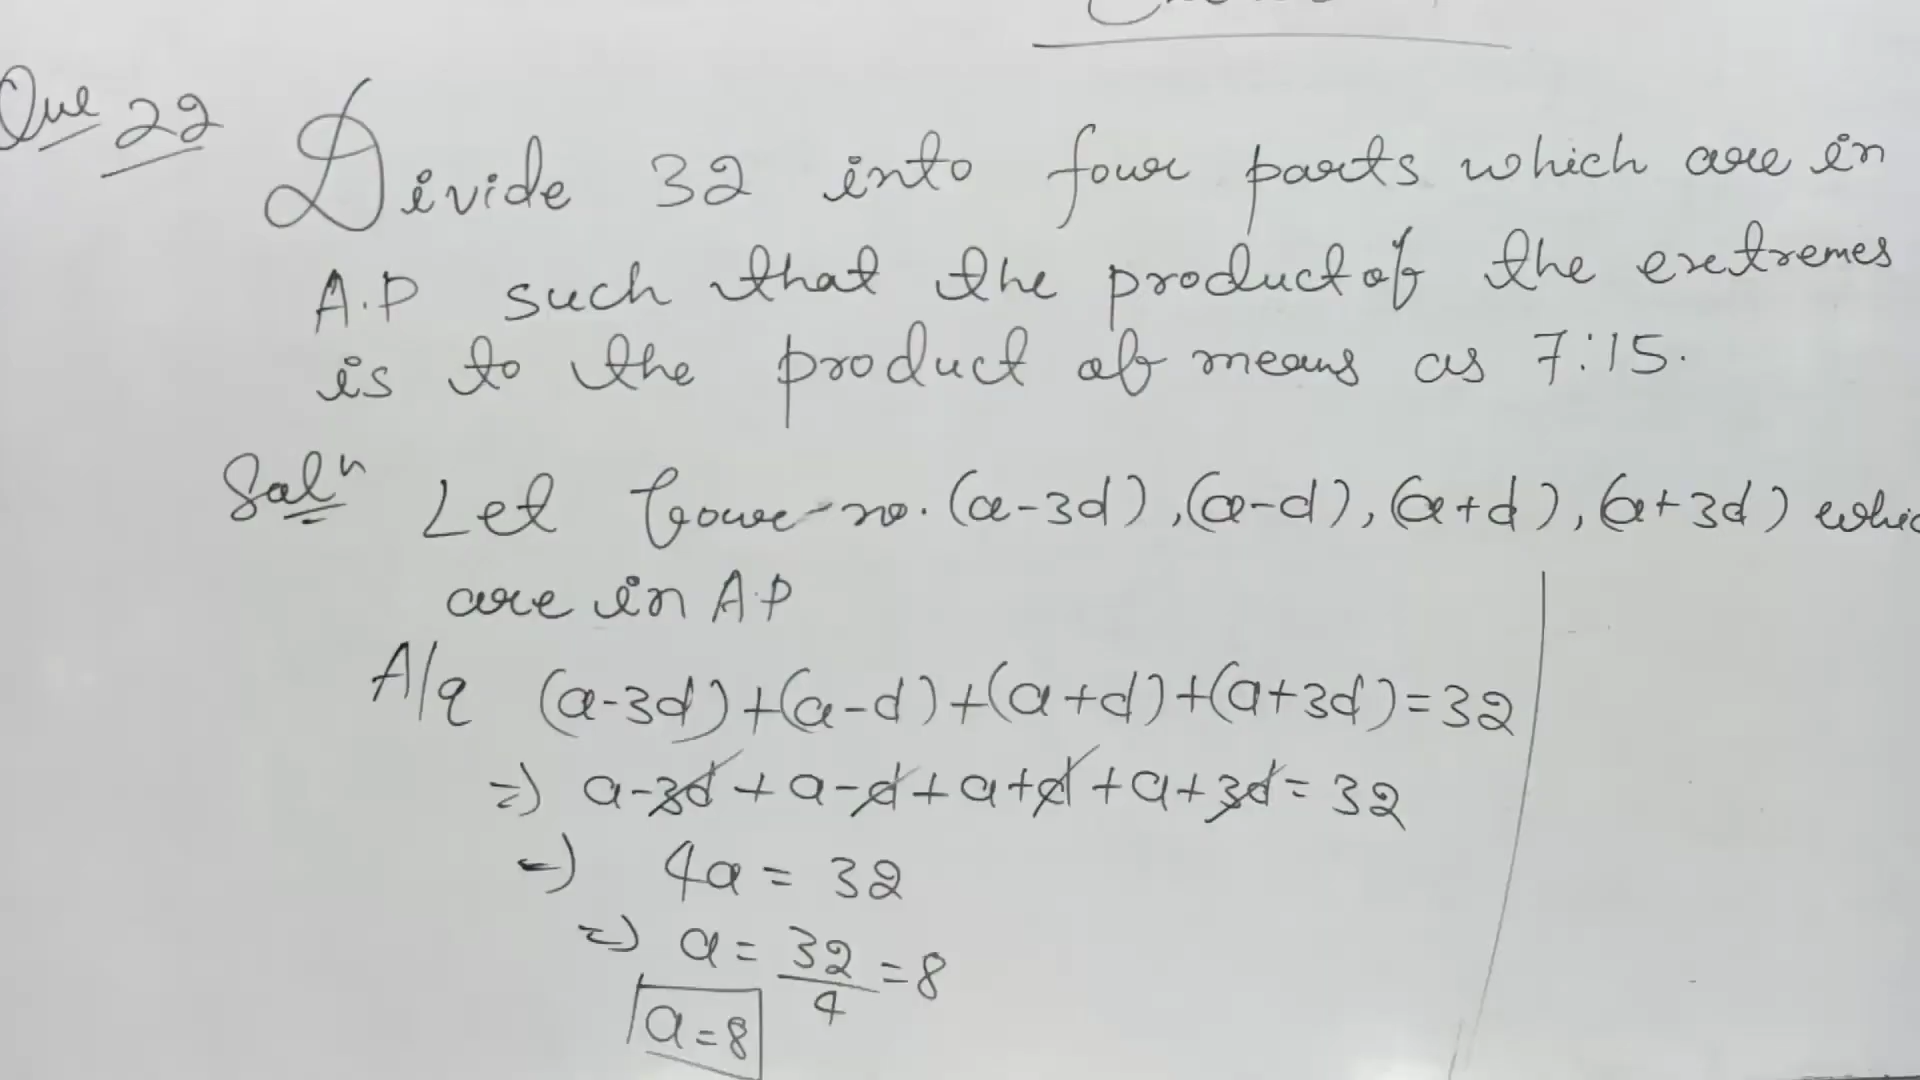 Que 22
Divide 32 into four parts which are in
A.P such that the product of the extremes
is to the product of means as 7:15.
Solⁿ Let four no. (a-3d), (a-d), (a+d), (a+3d)
are in A.P
A/q (a-3d)+(a-d)+(a+d)+(a+3d)=32
=) a-3d+a-d+a+d+a+3d=32
=) 4a = 32
=) a = 32/4 = 8
a=8